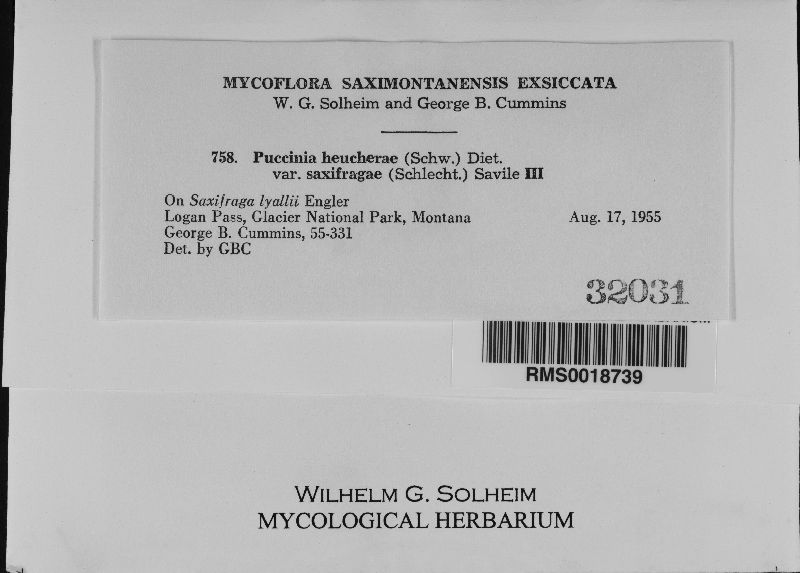 MYCOFLORA SAXIMONTANENSIS EXSICCATA
W. G. Solheim and George B. Cummins
758. Puccinia heucherae (Schw.) Diet.
var. saxifragae (Schlecht.) Savile III
On Saxifraga lyallii Engler
Logan Pass, Glacier National Park, Montana Aug. 17, 1955
George B. Cummins, 55-331
Det. by GBC
32031
RMS0018739
WILHELM G. SOLHEIM
MYCOLOGICAL HERBARIUM